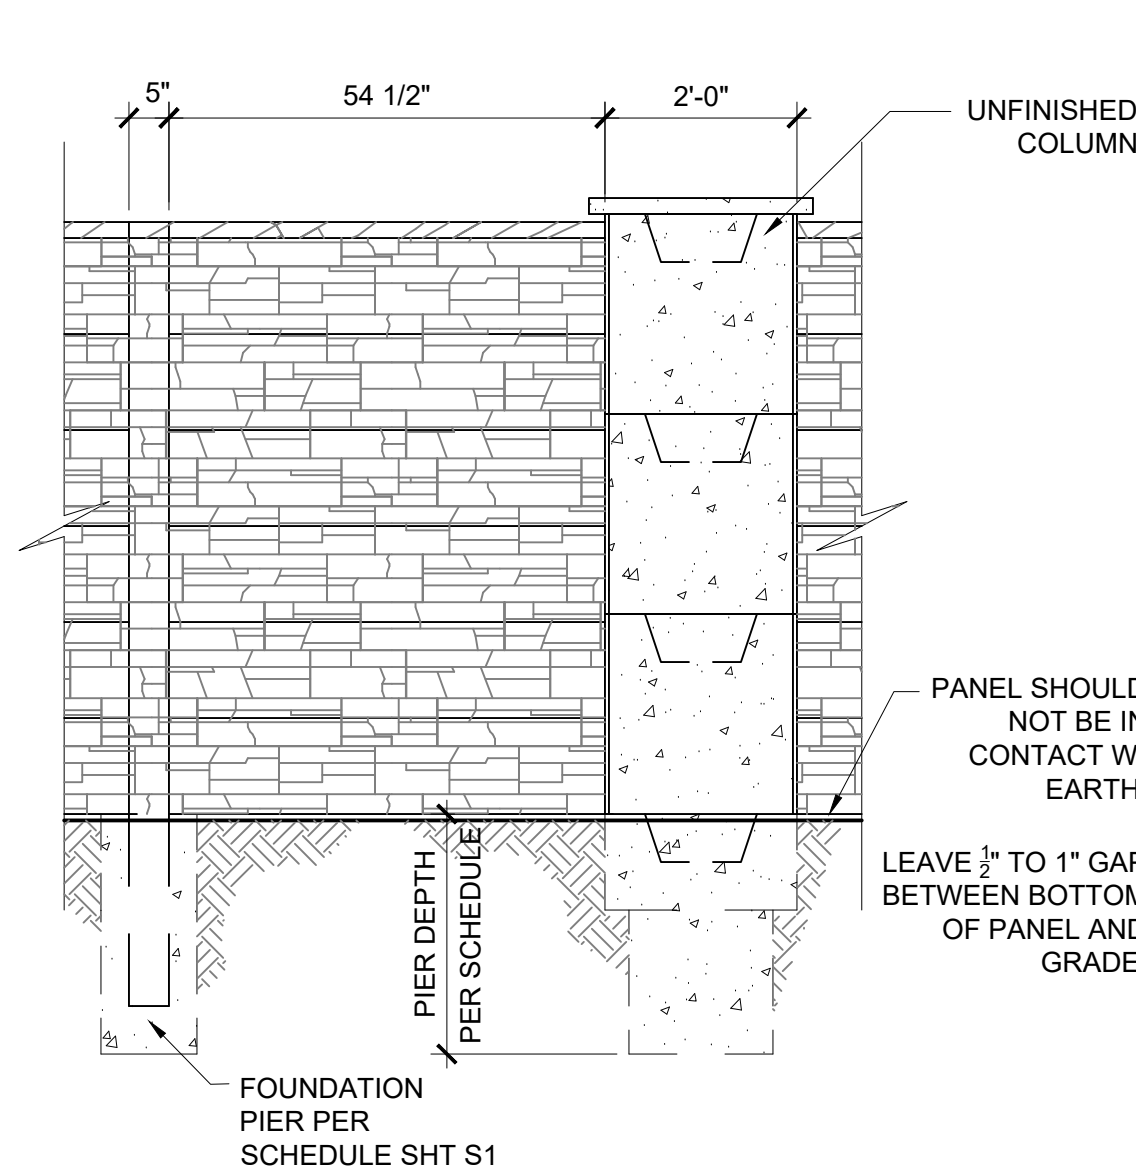 5"
54 1/2"
2'-0"
UNFINISHED
COLUMN
PANEL SHOULD
NOT BE IN
CONTACT W
EARTH
LEAVE ½" TO 1" GAP
BETWEEN BOTTOM
OF PANEL AND
GRADE
PIER DEPTH
PER SCHEDULE
FOUNDATION
PIER PER
SCHEDULE SHT S1